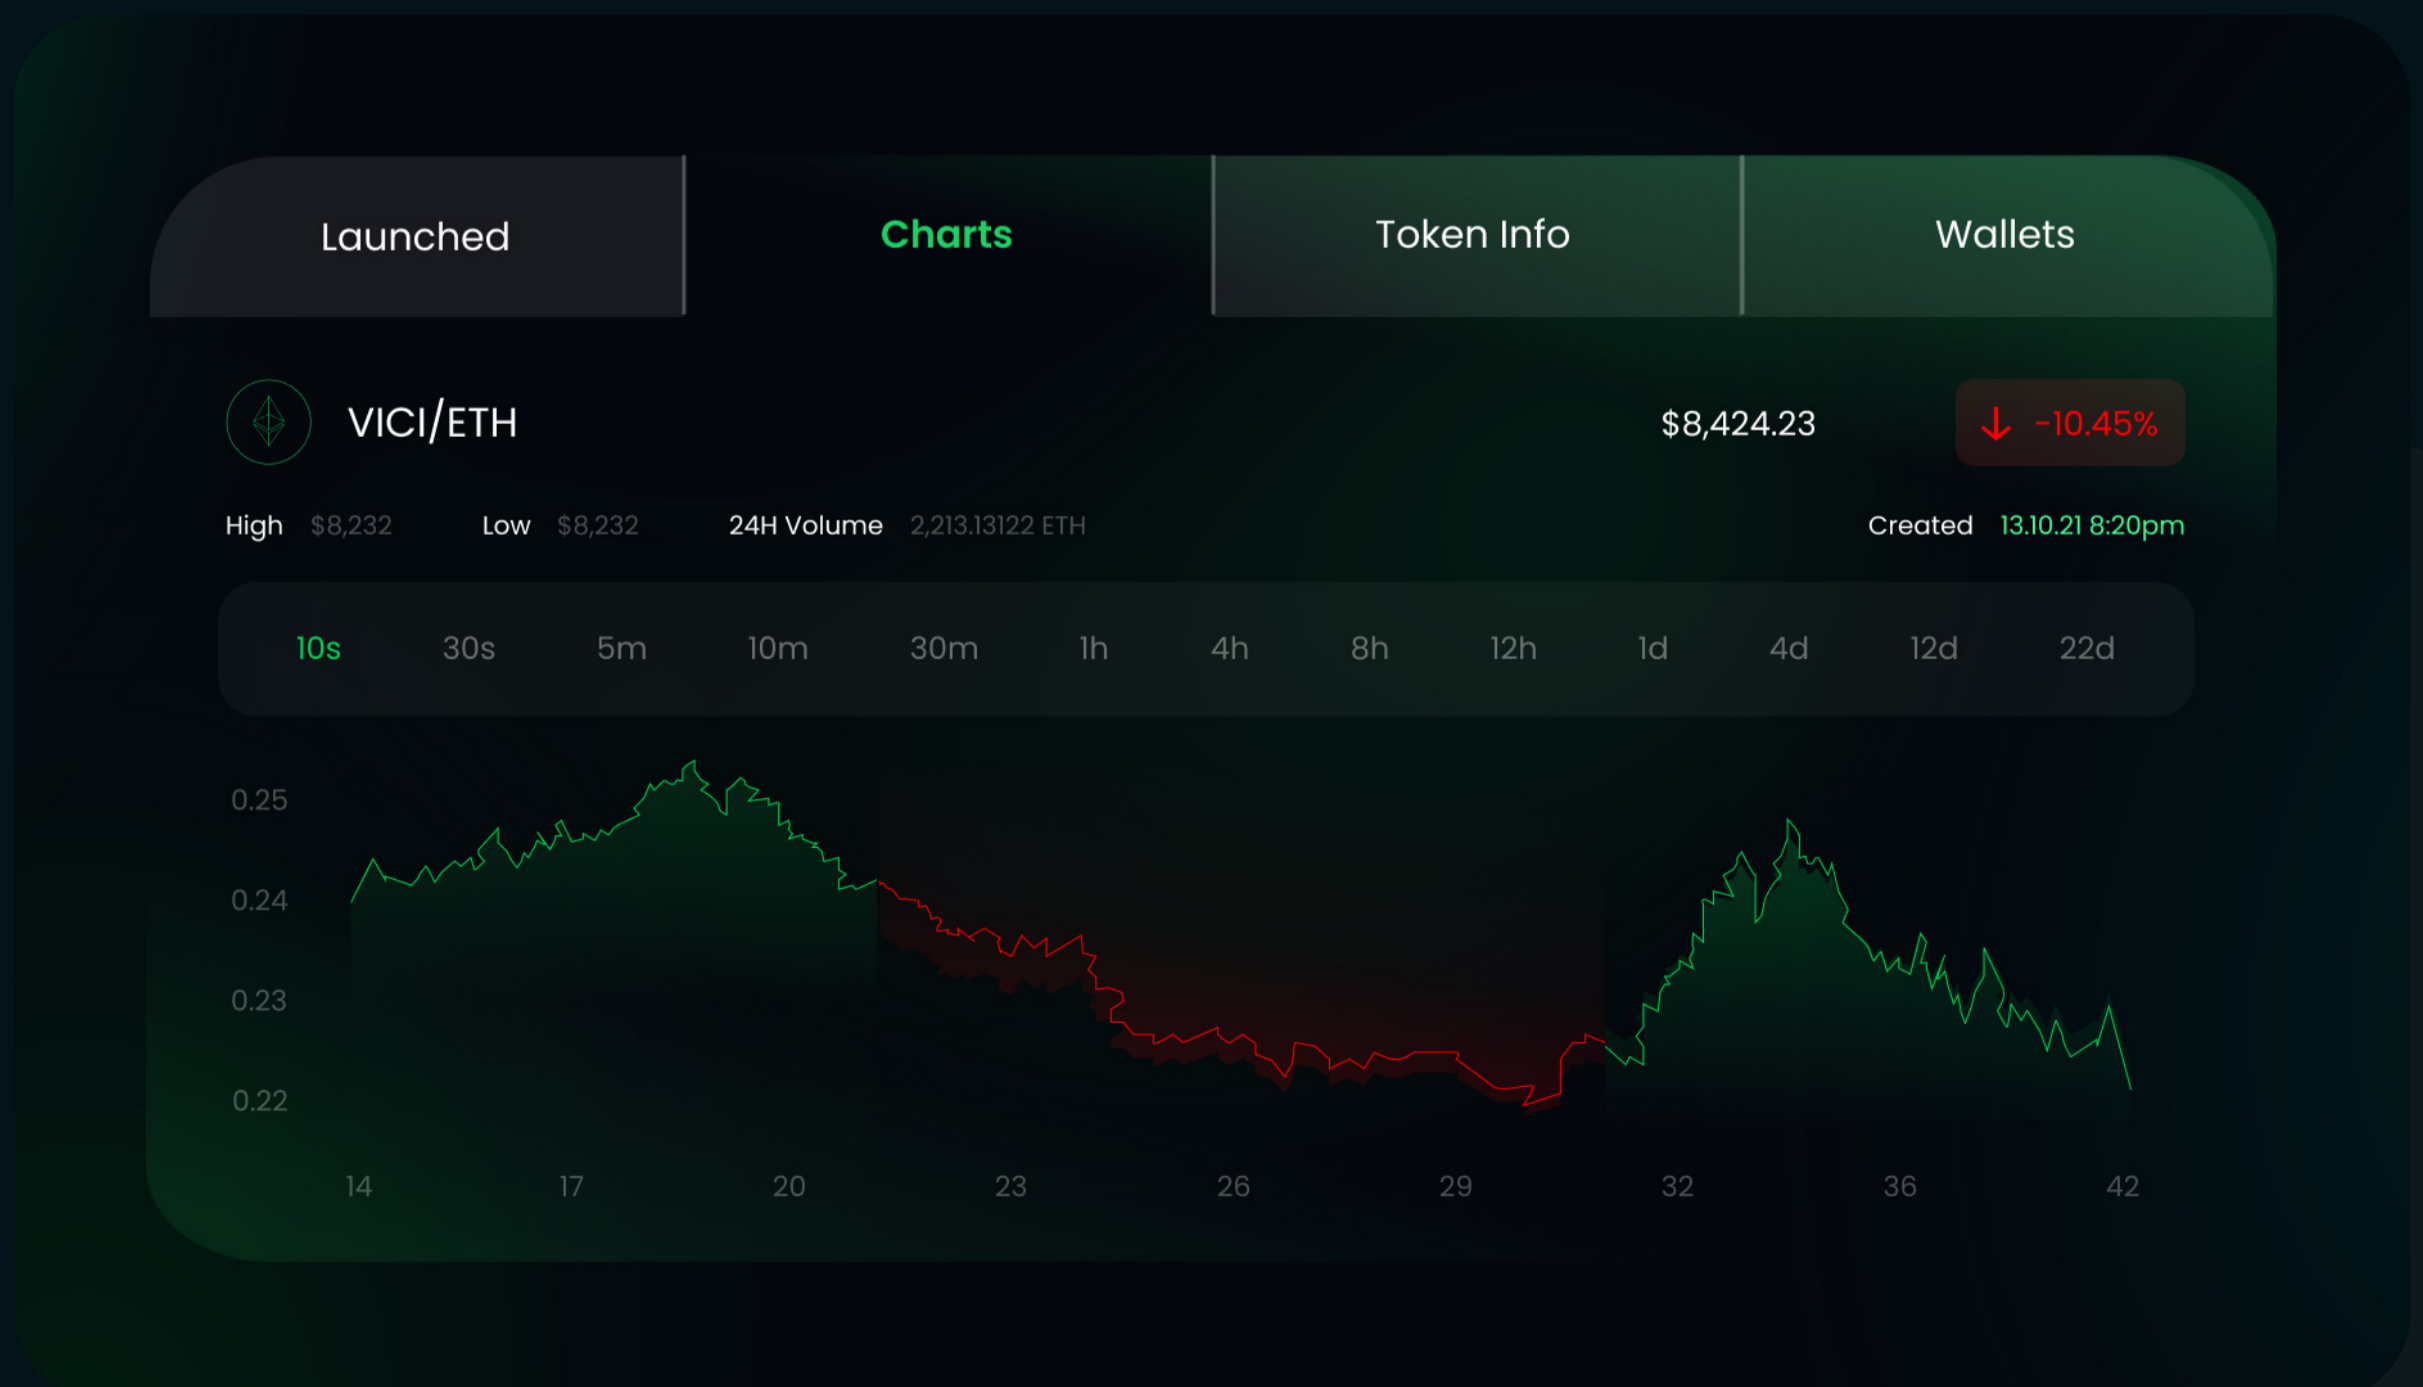 Launched Charts Token Info Wallets
VICI/ETH $8,424.23 -10.45%
High $8,232 Low $8,232 24H Volume 2,213.13122 ETH Created 13.10.21 8:20pm
10s 30s 5m 10m 30m 1h 4h 8h 12h 1d 4d 12d 22d
0.25
0.24
0.23
0.22
14 17 20 23 26 29 32 36 42